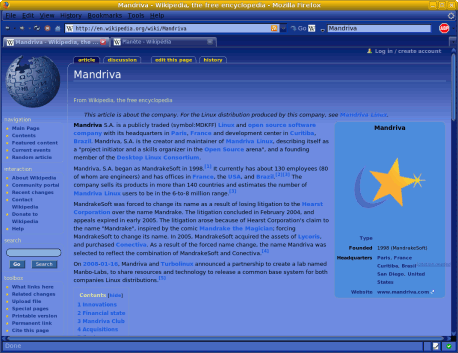 Mandriva - Wikipedia, the free encyclopedia - Mozilla Firefox
File Edit View History Bookmarks Tools Help
http://en.wikipedia.org/wiki/Mandriva
Go
Mandriva
Mandriva - Wikipedia, the ...
Wikipedia
Log in / create account
article
discussion
edit this page
history
Mandriva
From Wikipedia, the free encyclopedia
This article is about the company. For the Linux distribution produced by this company, see Mandriva Linux.
Mandriva S.A. is a publicly traded (symbol:MDKFF) Linux and open source software
company with its headquarters in Paris, France and development center in Curitiba,
Brazil. Mandriva, S.A. is the creator and maintainer of Mandriva Linux, describing itself as
a "project initiator and a skills organizer in the Open Source arena", and a founding
member of the Desktop Linux Consortium.
Mandriva, S.A. began as MandrakeSoft in 1998.[1] It currently has about 130 employees (80
of whom are engineers) and has offices in France, the USA, and Brazil.
The company sells its products in more than 140 countries and estimates the number of
Mandriva Linux users to be in the 6-to-9 million range.
MandrakeSoft was forced to change its name as a result of losing litigation to the Hearst
Corporation over the name Mandrake. The litigation concluded in February 2004, and
appeals expired in early 2005. The litigation arose because of Hearst Corporation's claim
to the name "Mandrake", inspired by the comic Mandrake the Magician; forcing
MandrakeSoft to change its name. In 2005, MandrakeSoft acquired the assets of Lycoris,
and purchased Conectiva. As a result of the forced name change, the name Mandriva was
selected to reflect the combination of MandrakeSoft and Conectiva.
On 2008-01-16, Mandriva and Turbolinux announced a partnership to create a lab named
Manbo-Labs, to share resources and technology to release a common base system for both
companies Linux distributions.
Contents [hide]
1 Innovations
2 Financial state
3 Mandriva Club
4 Acquisitions
Mandriva
Type
Founded 1998 (MandrakeSoft)
Headquarters Paris, France
Curitiba, Brazil
San Diego, United
States
Website www.mandriva.com
navigation
Main Page
Contents
Featured content
Current events
Random article
interaction
About Wikipedia
Community portal
Recent changes
Contact
Wikipedia
Donate to
Wikipedia
Help
search
Go Search
toolbox
What links here
Related changes
Upload file
Special pages
Printable version
Permanent link
Cite this page
Done